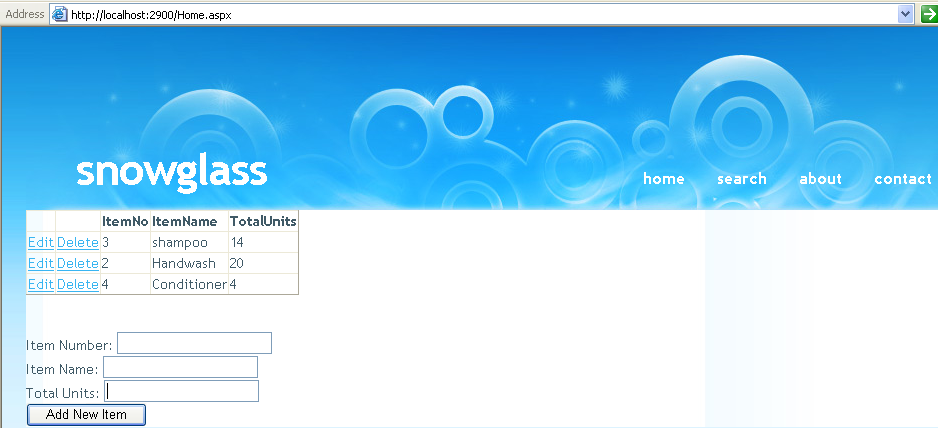 Address http://localhost:2900/Home.aspx
snowglass
home search about contact
ItemNo ItemName TotalUnits
Edit Delete 3 shampoo 14
Edit Delete 2 Handwash 20
Edit Delete 4 Conditioner 4
Item Number:
Item Name:
Total Units:
Add New Item